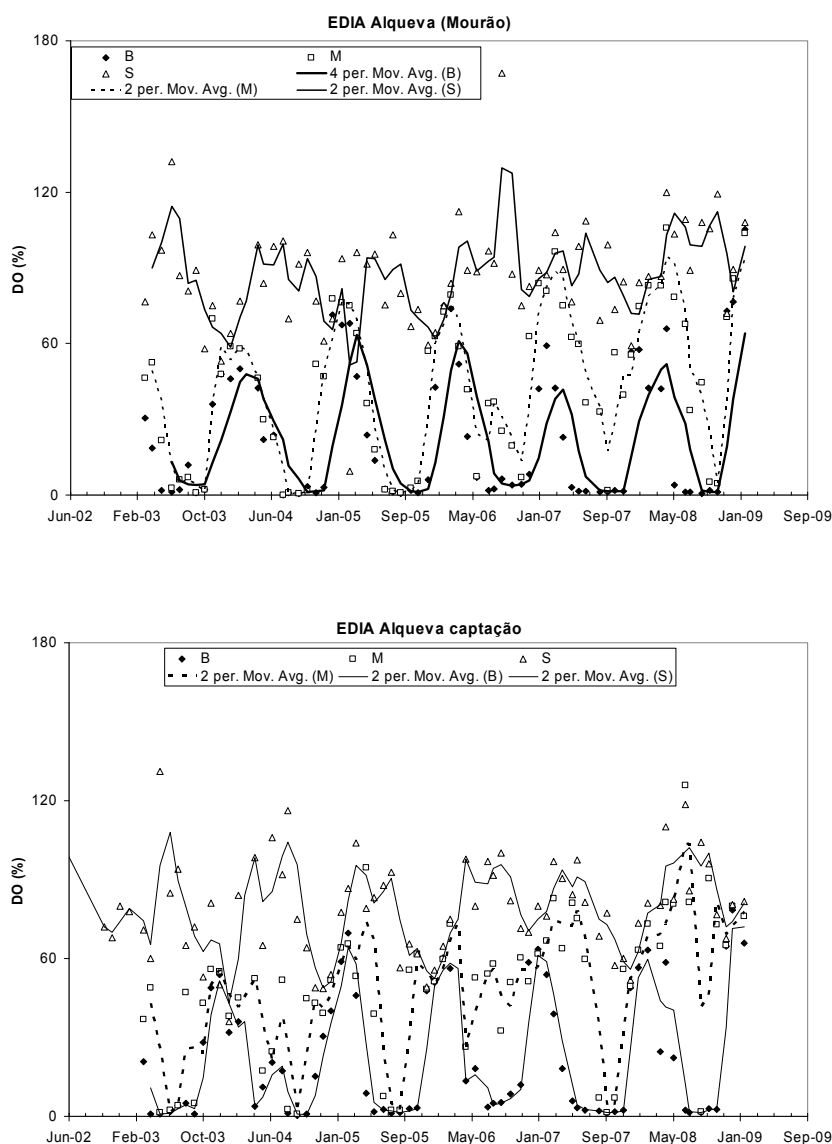 EDIA Alqueva (Mourão)
180
120
60
0
DO (%)
B M
S 4 per. Mov. Avg. (B)
2 per. Mov. Avg. (M) 2 per. Mov. Avg. (S)
Jun-02 Feb-03 Oct-03 Jun-04 Jan-05 Sep-05 May-06 Jan-07 Sep-07 May-08 Jan-09 Sep-09
EDIA Alqueva captação
180
120
60
0
DO (%)
B M S
2 per. Mov. Avg. (M) 2 per. Mov. Avg. (B) 2 per. Mov. Avg. (S)
Jun-02 Feb-03 Oct-03 Jun-04 Jan-05 Sep-05 May-06 Jan-07 Sep-07 May-08 Jan-09 Sep-09